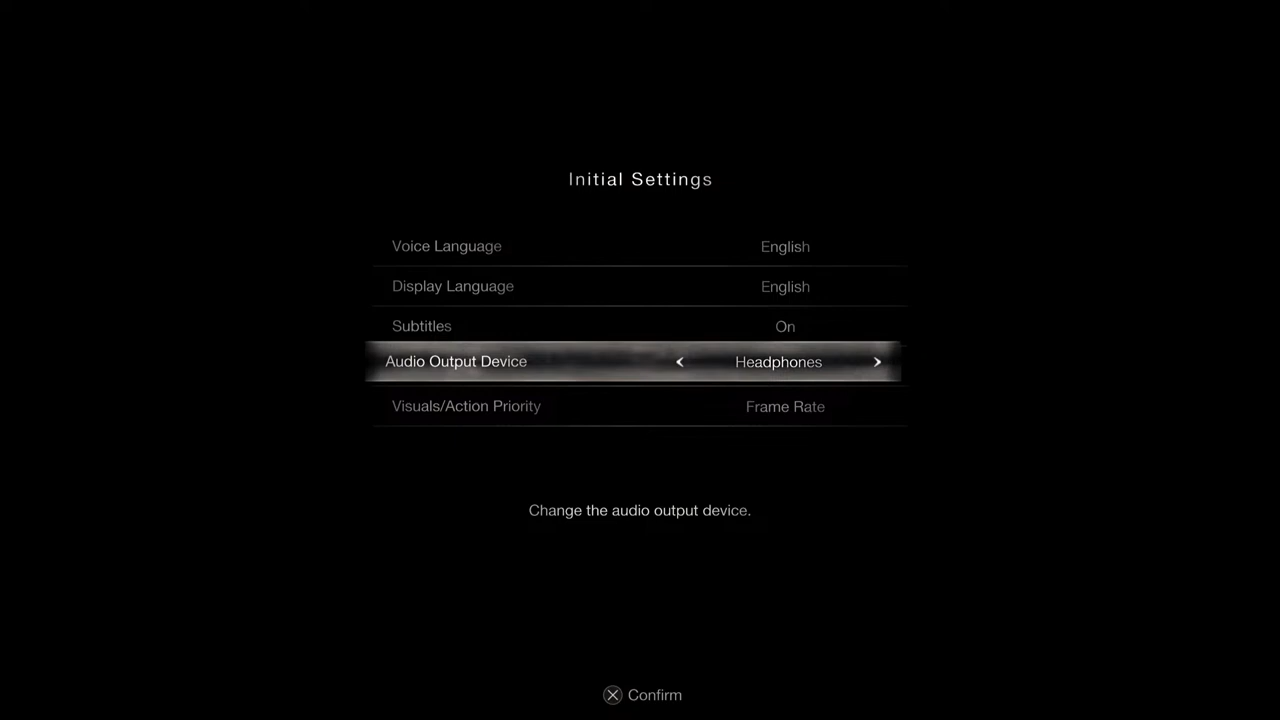 Initial Settings
Voice Language English
Display Language English
Subtitles On
Audio Output Device Headphones
Visuals/Action Priority Frame Rate
Change the audio output device.
Confirm